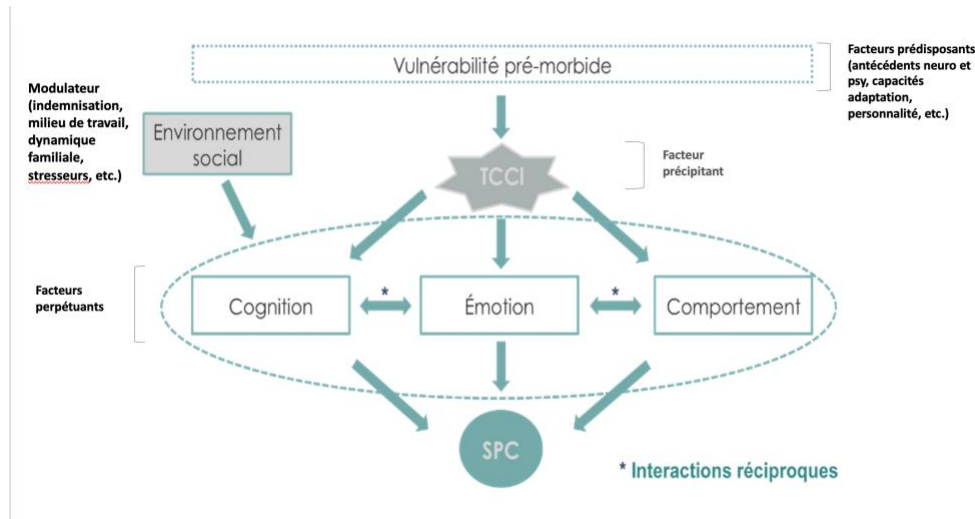 Vulnérabilité pré-morbide
Facteurs prédisposants
(antécédents neuro et
psy, capacités
adaptation,
personnalité, etc.)
Modulateur
(indemnisation,
milieu de travail,
dynamique
familiale,
stresseurs, etc.)
Environnement
social
TCCl
Facteur
précipitant
Facteurs
perpétuants
Cognition
*
Émotion
*
Comportement
SPC
* Interactions réciproques